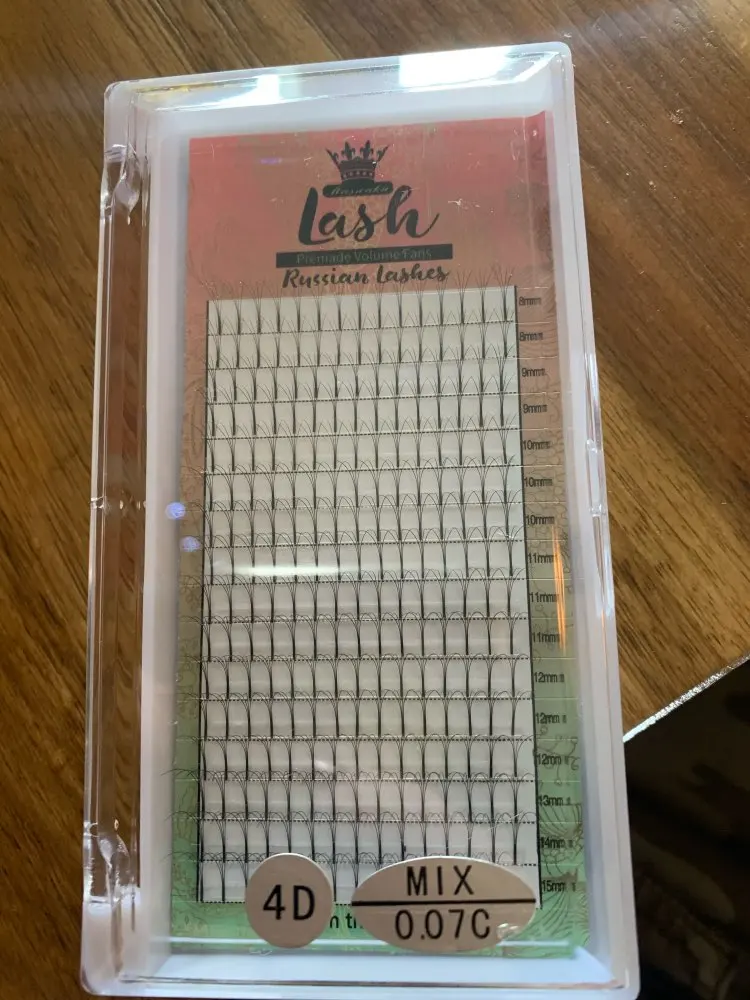 Lash
Premade Volume Fans
Russian Lashes
8mm
8mm
9mm
9mm
10mm
10mm
10mm
11mm
11mm
11mm
12mm
12mm
12mm
13mm
14mm
15mm
4D
MIX
0.07C